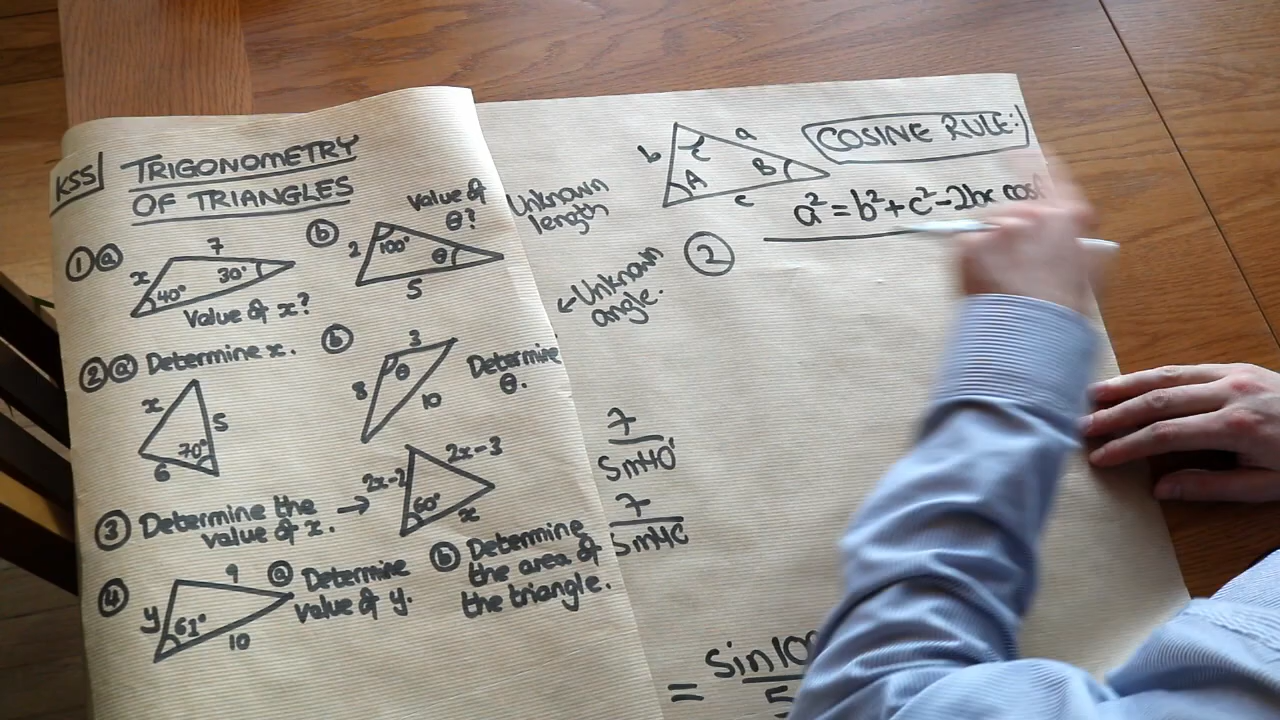 KS5
TRIGONOMETRY
OF TRIANGLES
① ⓐ
7
x
30°
40°
Value of x?
ⓑ
Value of
θ?
2
100°
θ
5
② ⓐ Determine x.
x
5
70°
6
ⓑ
3
θ
8
10
Determine
θ.
③ Determine the
value of x. →
2x-2
2x-3
60°
x
④
9
y
61°
10
ⓐ Determine
value of y.
ⓑ Determine
the area of
the triangle.
Unknown
length
←Unknown
angle.
②
b
a
C
A
B
c
COSINE RULE:
a² = b² + c² - 2bc cos
7
sin40°
7
sin40
= sin100
5